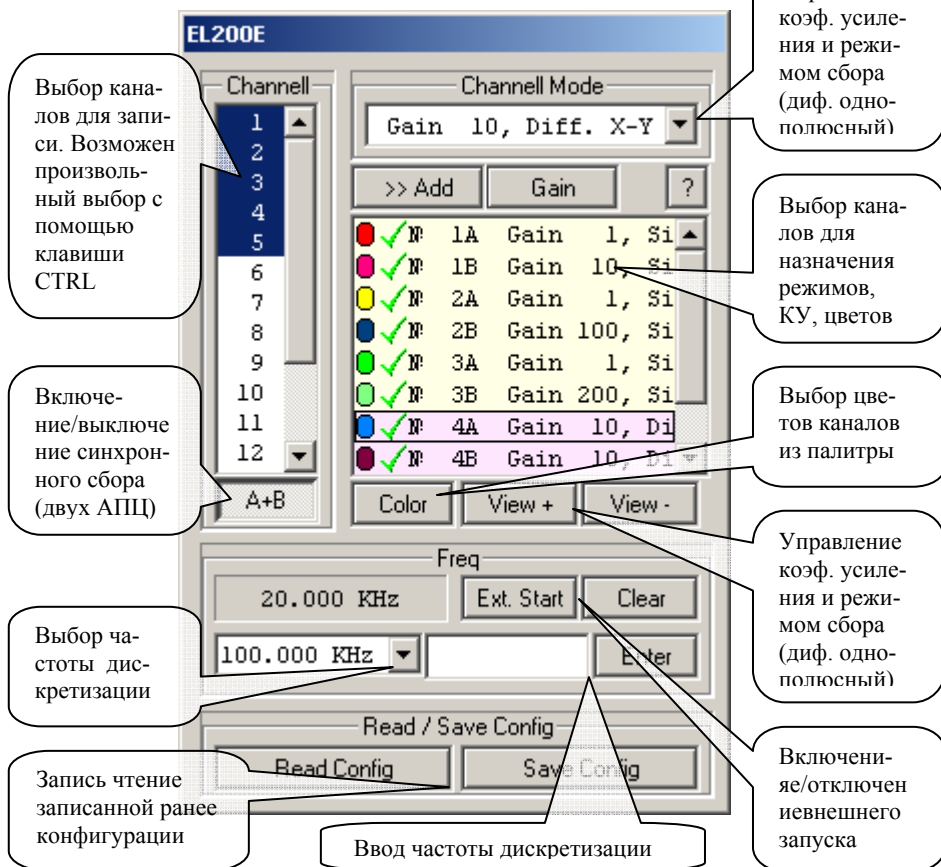 коэф. усиле-
ния и режи-
мом сбора
(диф. одно-
полюсный)
EL200E
Выбор кана-
лов для запи-
си. Возможен
произволь-
ный выбор с
помощью
клавиши
CTRL
Channell
1
2
3
4
5
6
7
8
9
10
11
12
A+B
Channell Mode
Gain 10, Diff. X-Y
>> Add
Gain
?
№ 1A Gain 1, Si
№ 1B Gain 10, Si
№ 2A Gain 1, Si
№ 2B Gain 100, Si
№ 3A Gain 1, Si
№ 3B Gain 200, Si
№ 4A Gain 10, Di
№ 4B Gain 10, Di
Color
View +
View -
Выбор кана-
лов для
назначения
режимов,
КУ, цветов
Включе-
ние/выключе
ние синхрон-
ного сбора
(двух АПЦ)
Выбор цве-
тов каналов
из палитры
Freq
20.000 KHz
Ext. Start
Clear
100.000 KHz
Enter
Управление
коэф. усиле-
ния и режи-
мом сбора
(диф. одно-
полюсный)
Выбор ча-
стоты дис-
кретизации
Read / Save Config
Read Config
Save Config
Запись чтение
записанной ранее
конфигурации
Ввод частоты дискретизации
Включени-
яе/отключен
иевнешнего
запуска